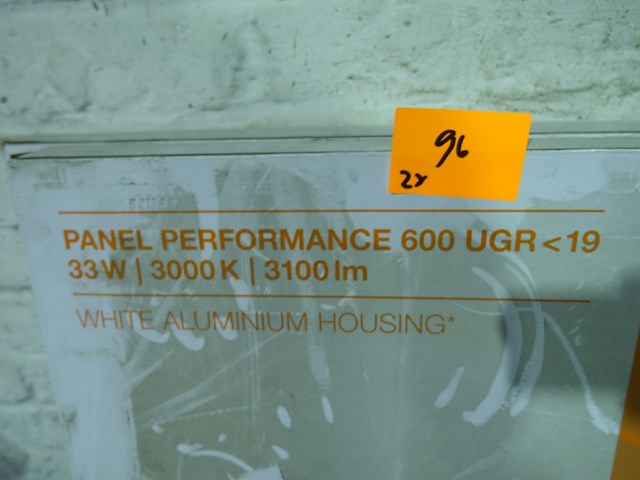 96
2x
PANEL PERFORMANCE 600 UGR<19
33W | 3000K | 3100lm
WHITE ALUMINIUM HOUSING*